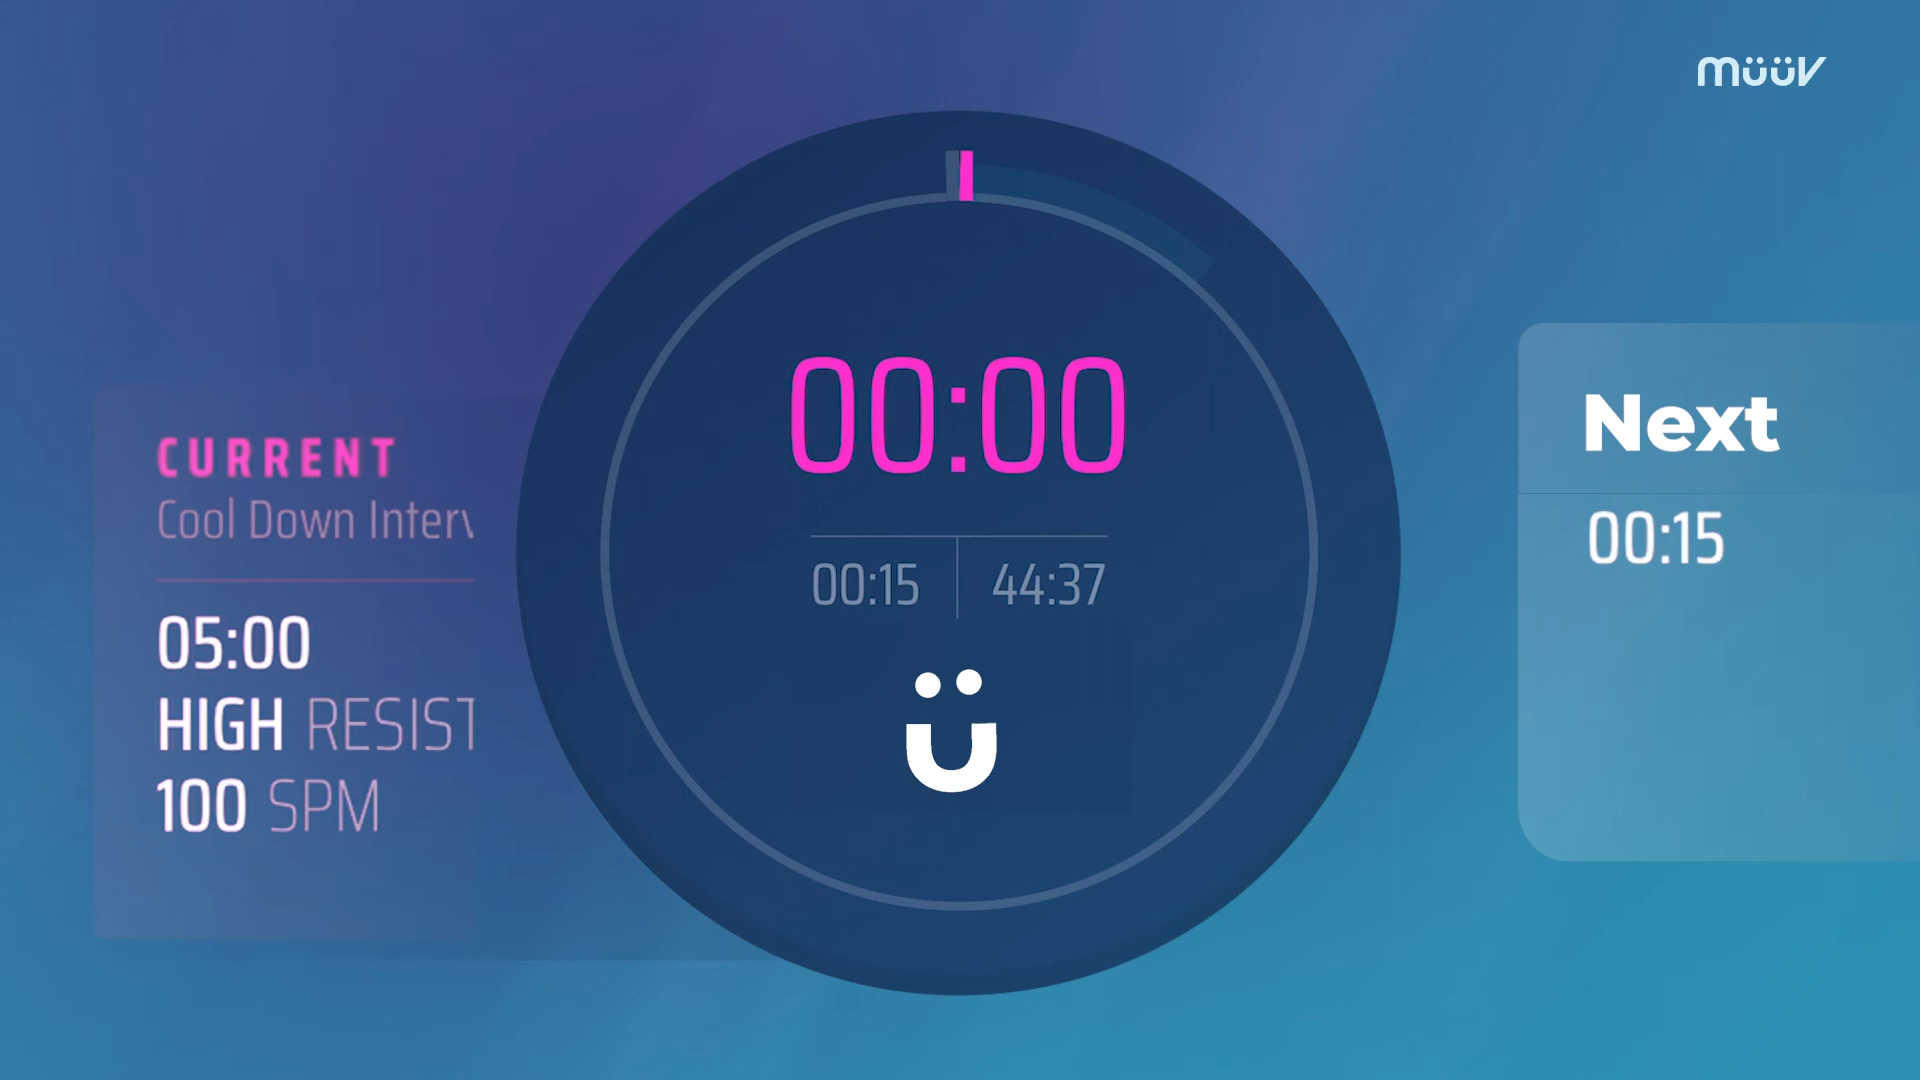 müüv
CURRENT
Cool Down Interv
05:00
HIGH RESIST
100 SPM
00:00
00:15 44:37
ü
Next
00:15